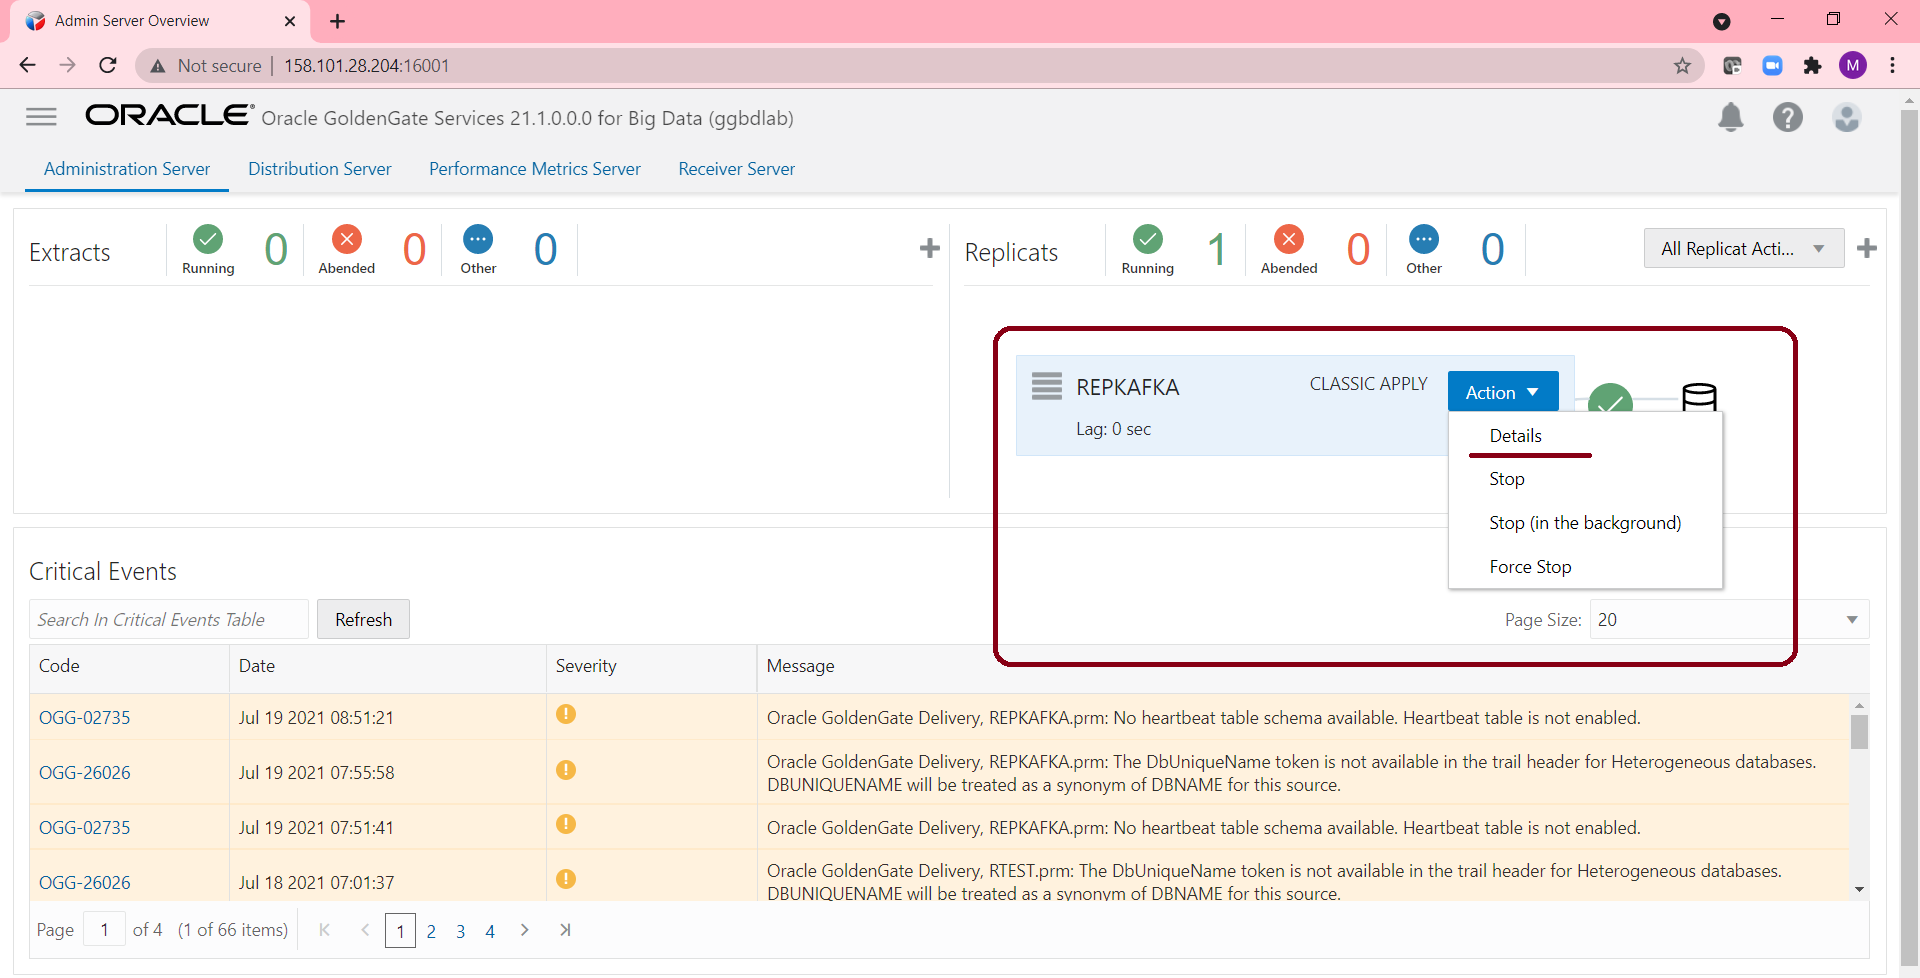 Admin Server Overview
Not secure | 158.101.28.204:16001
M
ORACLE Oracle GoldenGate Services 21.1.0.0.0 for Big Data (ggbdlab)
Administration Server Distribution Server Performance Metrics Server Receiver Server
Extracts Running 0 Abended 0 Other 0
Replicats Running 1 Abended 0 Other 0 All Replicat Acti...
REPKAFKA CLASSIC APPLY Action
Lag: 0 sec
Details
Stop
Stop (in the background)
Force Stop
Critical Events
Search In Critical Events Table Refresh Page Size: 20
Code Date Severity Message
OGG-02735 Jul 19 2021 08:51:21 Oracle GoldenGate Delivery, REPKAFKA.prm: No heartbeat table schema available. Heartbeat table is not enabled.
OGG-26026 Jul 19 2021 07:55:58 Oracle GoldenGate Delivery, REPKAFKA.prm: The DbUniqueName token is not available in the trail header for Heterogeneous databases.
DBUNIQUENAME will be treated as a synonym of DBNAME for this source.
OGG-02735 Jul 19 2021 07:51:41 Oracle GoldenGate Delivery, REPKAFKA.prm: No heartbeat table schema available. Heartbeat table is not enabled.
OGG-26026 Jul 18 2021 07:01:37 Oracle GoldenGate Delivery, RTEST.prm: The DbUniqueName token is not available in the trail header for Heterogeneous databases.
DBUNIQUENAME will be treated as a synonym of DBNAME for this source.
Page 1 of 4 (1 of 66 items) 1 2 3 4